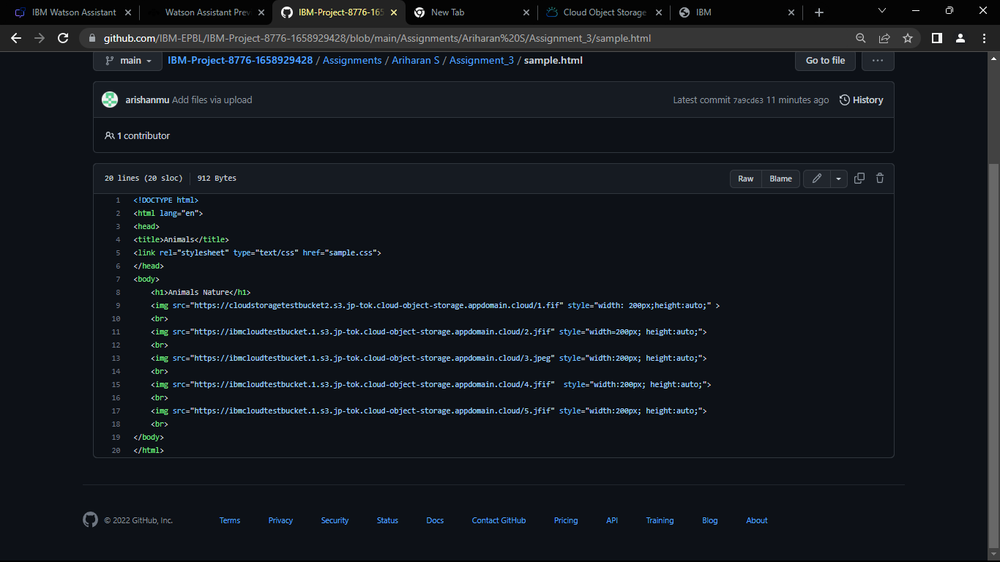 IBM Watson Assistant
Watson Assistant Prev
IBM-Project-8776-165
New Tab
Cloud Object Storage
IBM
github.com/IBM-EPBL/IBM-Project-8776-1658929428/blob/main/Assignments/Ariharan%20S/Assignment_3/sample.html
main IBM-Project-8776-1658929428 / Assignments / Ariharan S / Assignment_3 / sample.html Go to file ...
arishanmu Add files via upload Latest commit 7a9cd63 11 minutes ago History
1 contributor
20 lines (20 sloc) 912 Bytes Raw Blame
1 <!DOCTYPE html>
2 <html lang="en">
3 <head>
4 <title>Animals</title>
5 <link rel="stylesheet" type="text/css" href="sample.css">
6 </head>
7 <body>
8 <h1>Animals Nature</h1>
9 <img src="https://cloudstoragetestbucket2.s3.jp-tok.cloud-object-storage.appdomain.cloud/1.fif" style="width: 200px;height:auto;" >
10 <br>
11 <img src="https://ibmcloudtestbucket.1.s3.jp-tok.cloud-object-storage.appdomain.cloud/2.jfif" style="width=200px; height:auto;">
12 <br>
13 <img src="https://ibmcloudtestbucket.1.s3.jp-tok.cloud-object-storage.appdomain.cloud/3.jpeg" style="width:200px; height:auto;">
14 <br>
15 <img src="https://ibmcloudtestbucket.1.s3.jp-tok.cloud-object-storage.appdomain.cloud/4.jfif"  style="width:200px; height:auto;">
16 <br>
17 <img src="https://ibmcloudtestbucket.1.s3.jp-tok.cloud-object-storage.appdomain.cloud/5.jfif" style="width:200px; height:auto;">
18 <br>
19 </body>
20 </html>
© 2022 GitHub, Inc. Terms Privacy Security Status Docs Contact GitHub Pricing API Training Blog About